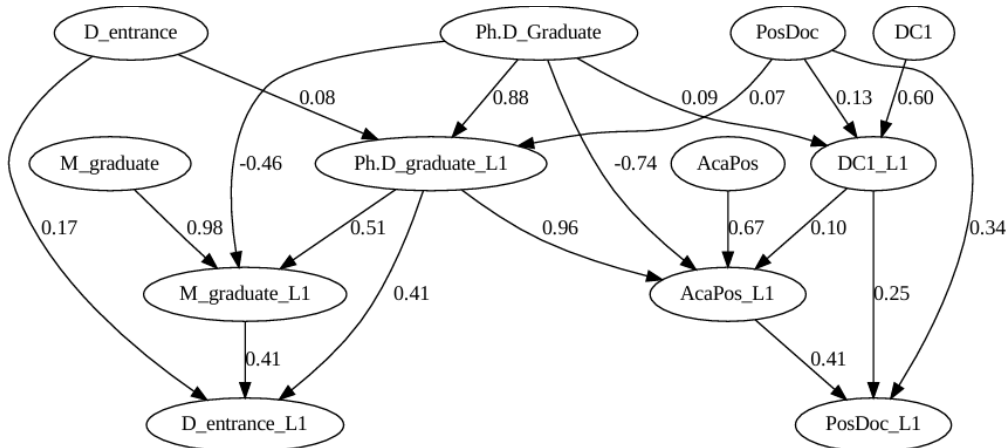 D_entrance
Ph.D_Graduate
PosDoc
DC1
0.08
0.88
0.09
0.07
0.13
0.60
M_graduate
-0.46
Ph.D_graduate_L1
-0.74
AcaPos
DC1_L1
0.17
0.98
0.51
0.96
0.67
0.10
0.34
M_graduate_L1
0.41
AcaPos_L1
0.25
0.41
0.41
D_entrance_L1
PosDoc_L1